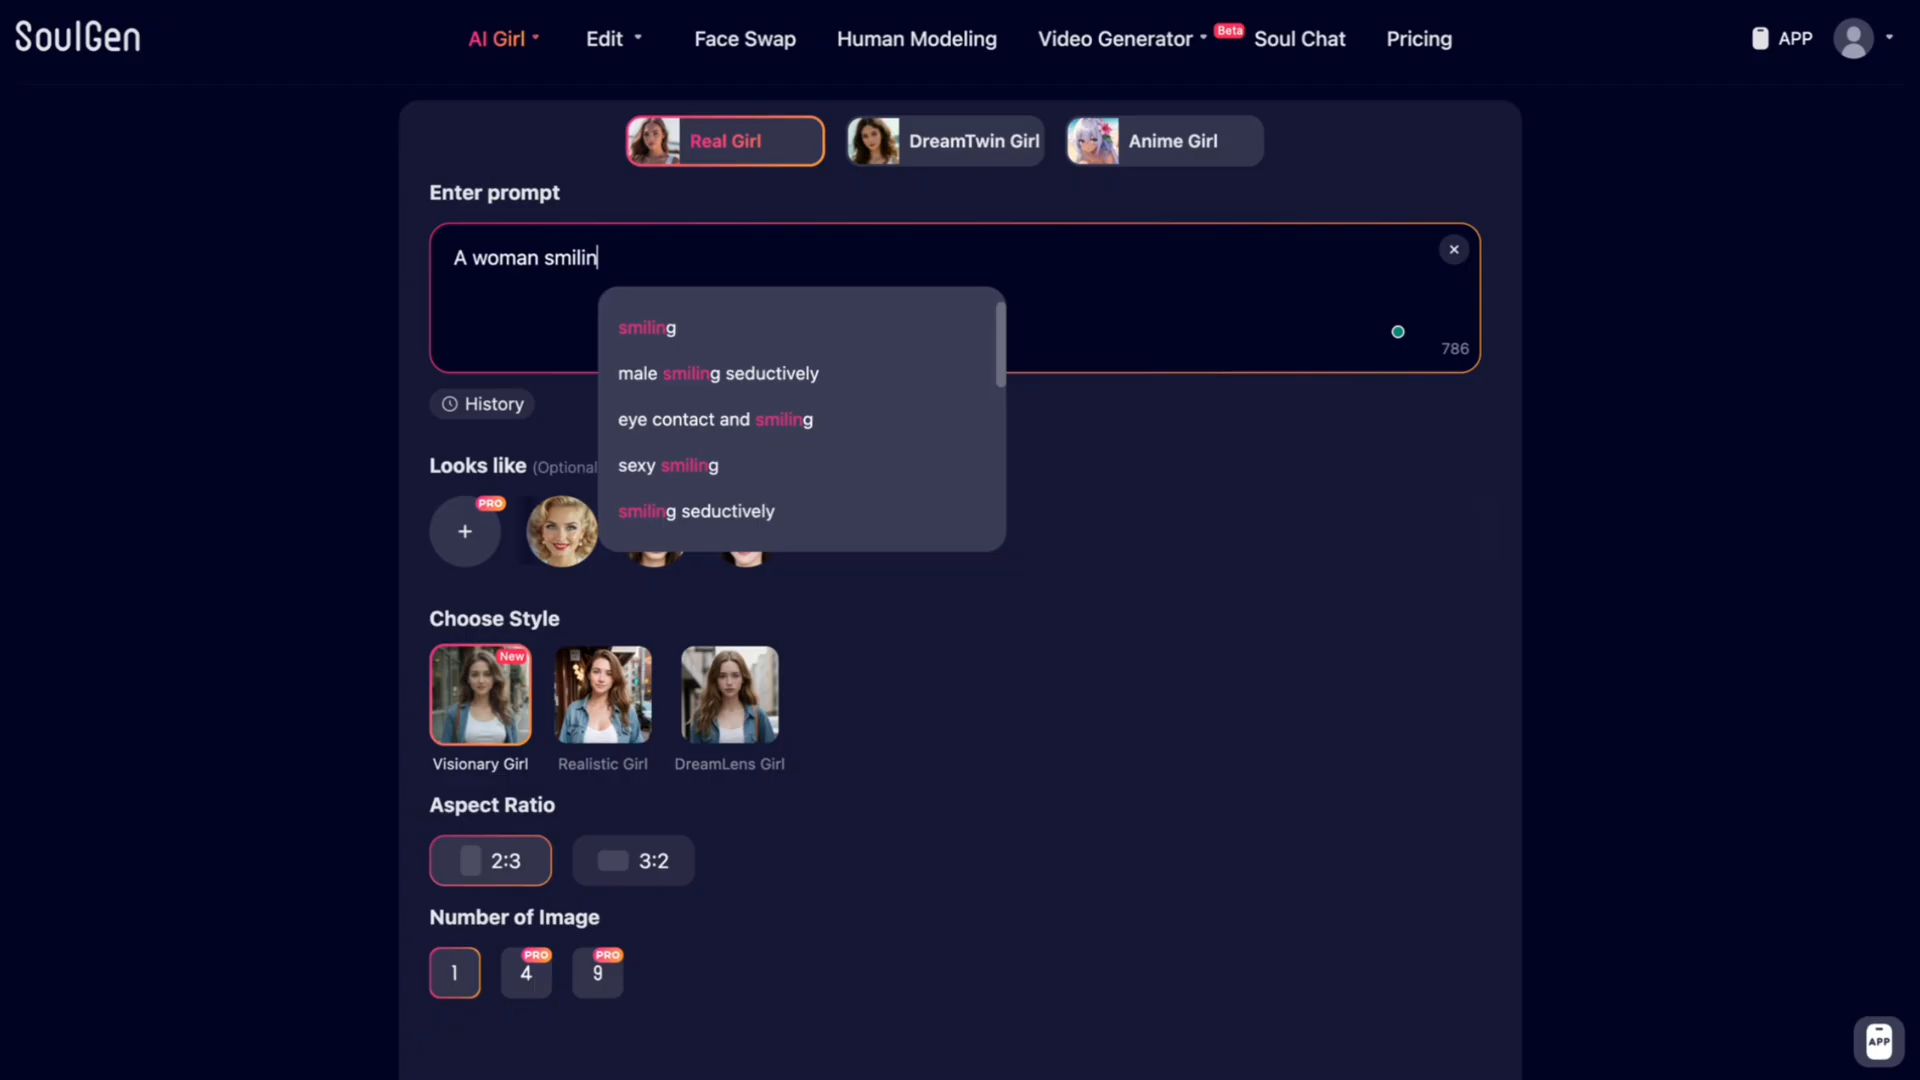 SoulGen
AI Girl
Edit
Face Swap
Human Modeling
Video Generator
Beta
Soul Chat
Pricing
APP
Real Girl
DreamTwin Girl
Anime Girl
Enter prompt
A woman smilin
786
smiling
male smiling seductively
eye contact and smiling
sexy smiling
smiling seductively
History
Looks like (Optional
PRO
Choose Style
New
Visionary Girl
Realistic Girl
DreamLens Girl
Aspect Ratio
2:3
3:2
Number of Image
1
PRO
4
PRO
9
APP